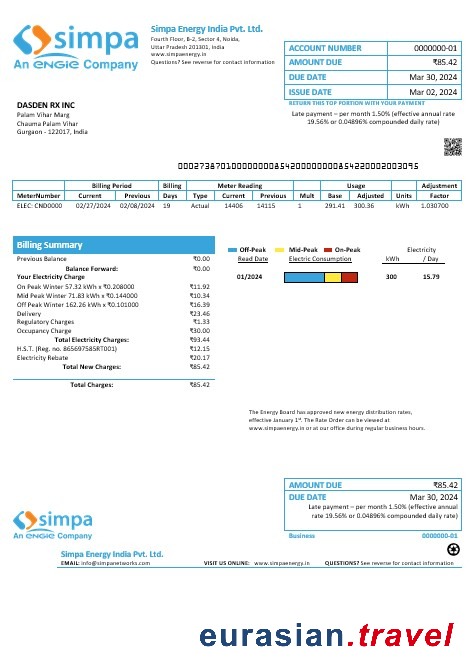 simpa
An ENGIE Company
Simpa Energy India Pvt. Ltd.
Fourth Floor, B-2, Sector 4, Noida,
Uttar Pradesh 201301, India
www.simpaenergy.in
Questions? See reverse for contact information
ACCOUNT NUMBER 0000000-01
AMOUNT DUE ₹85.42
DUE DATE Mar 30, 2024
ISSUE DATE Mar 02, 2024
RETURN THIS TOP PORTION WITH YOUR PAYMENT
Late payment – per month 1.50% (effective annual rate)
19.56% or 0.04896% compounded daily rate)
DASDEN RX INC
Palam Vihar Marg
Chauma Palam Vihar
Gurgaon - 122017, India
Billing Period Billing Meter Reading Usage Adjustment
MeterNumber Current Previous Days Type Current Previous Mult Base Adjusted Units Factor
ELEC: CND0000 02/27/2024 02/08/2024 19 Actual 14406 14115 1 291.41 300.36 kWh 1.030700
Billing Summary
Previous Balance ₹0.00
Balance Forward: ₹0.00
Your Electricity Charge
On Peak Winter 57.32 kWh x ₹0.208000 ₹11.92
Mid Peak Winter 71.83 kWh x ₹0.144000 ₹10.34
Off Peak Winter 162.26 kWh x ₹0.101000 ₹16.39
Delivery ₹23.46
Regulatory Charges ₹1.33
Occupancy Charge ₹30.00
Total Electricity Charges: ₹93.44
H.S.T. (Reg. no. 865697585RT001) ₹12.15
Electricity Rebate ₹20.17
Total New Charges: ₹85.42
Total Charges: ₹85.42
Off-Peak Mid-Peak On-Peak Electricity
Read Date Electric Consumption kWh / Day
01/2024 300 15.79
The Energy Board has approved new energy distribution rates,
effective January 1st. The Rate Order can be viewed at
www.simpaenergy.in or at our office during regular business hours.
AMOUNT DUE ₹85.42
DUE DATE Mar 30, 2024
Late payment – per month 1.50% (effective annual
rate 19.56% or 0.04896% compounded daily rate)
Business 0000000-01
simpa
An ENGIE Company
Simpa Energy India Pvt. Ltd.
EMAIL: info@simpanetworks.com VISIT US ONLINE: www.simpaenergy.in QUESTIONS? See reverse for contact information
eurasian.travel